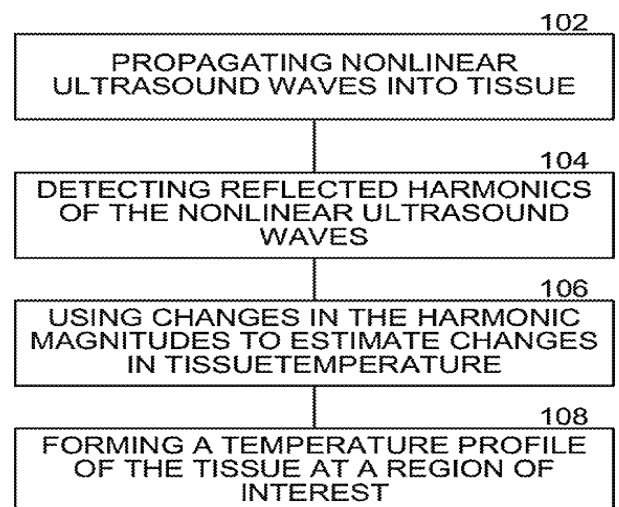 102
PROPAGATING NONLINEAR
ULTRASOUND WAVES INTO TISSUE
104
DETECTING REFLECTED HARMONICS
OF THE NONLINEAR ULTRASOUND
WAVES
106
USING CHANGES IN THE HARMONIC
MAGNITUDES TO ESTIMATE CHANGES
IN TISSUETEMPERATURE
108
FORMING A TEMPERATURE PROFILE
OF THE TISSUE AT A REGION OF
INTEREST